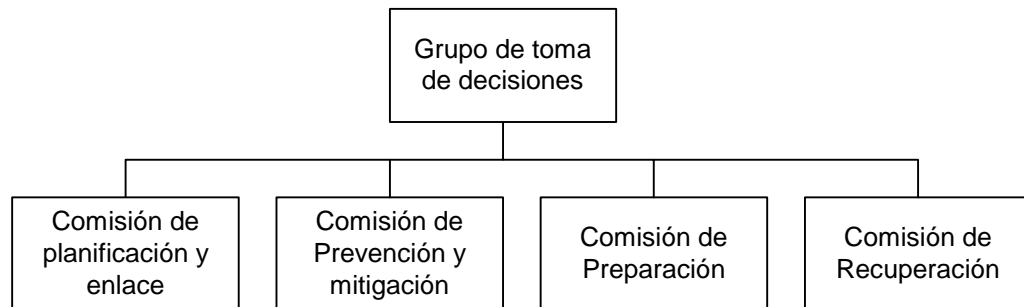 Grupo de toma
de decisiones
Comisión de
planificación y
enlace
Comisión de
Prevención y
mitigación
Comisión de
Preparación
Comisión de
Recuperación